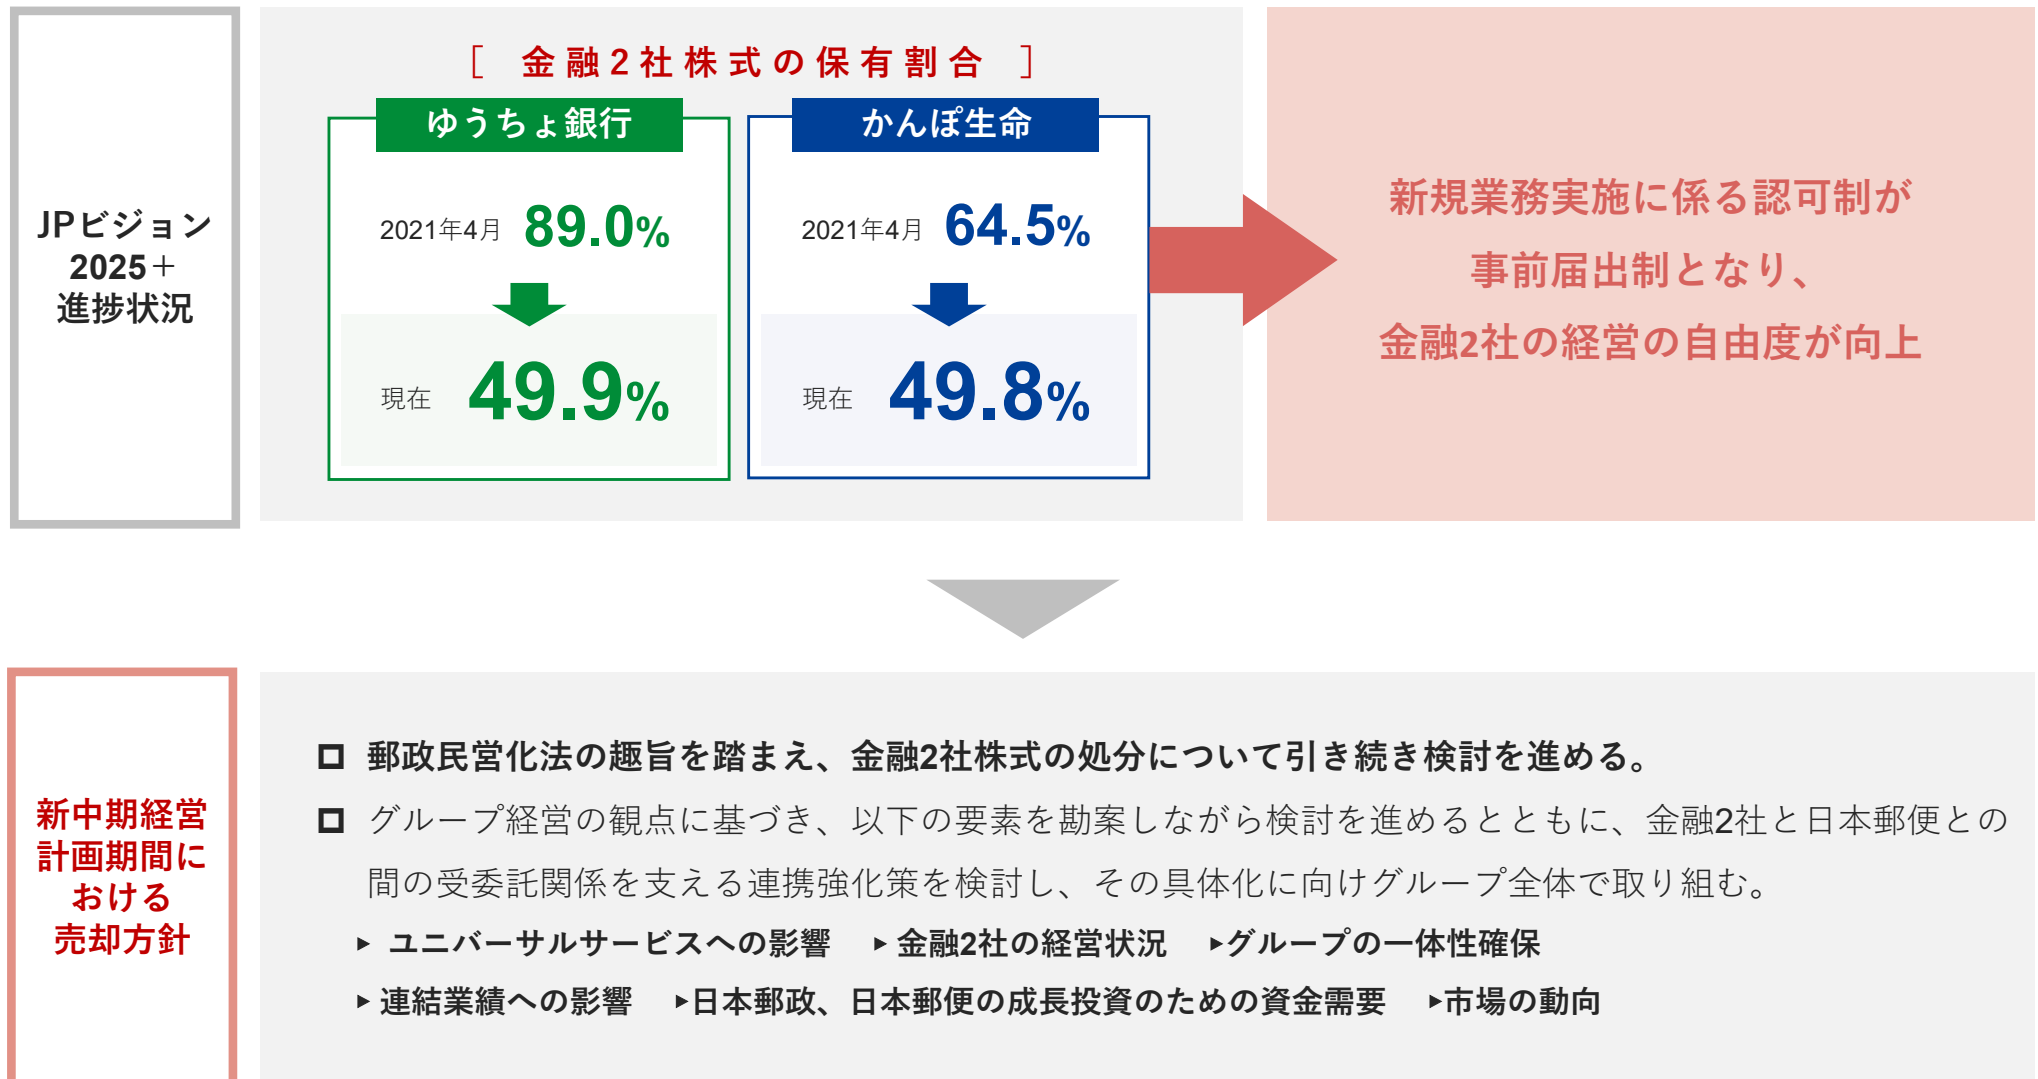 JPビジョン
2025＋
進捗状況
［ 金融2社株式の保有割合 ］
ゆうちょ銀行
2021年4月 89.0%
現在 49.9%
かんぽ生命
2021年4月 64.5%
現在 49.8%
新規業務実施に係る認可制が
事前届出制となり、
金融2社の経営の自由度が向上
新中期経営
計画期間に
おける
売却方針
郵政民営化法の趣旨を踏まえ、金融2社株式の処分について引き続き検討を進める。
グループ経営の観点に基づき、以下の要素を勘案しながら検討を進めるとともに、金融2社と日本郵便との
間の受委託関係を支える連携強化策を検討し、その具体化に向けグループ全体で取り組む。
▶ ユニバーサルサービスへの影響 ▶ 金融2社の経営状況 ▶グループの一体性確保
▶ 連結業績への影響 ▶日本郵政、日本郵便の成長投資のための資金需要 ▶市場の動向